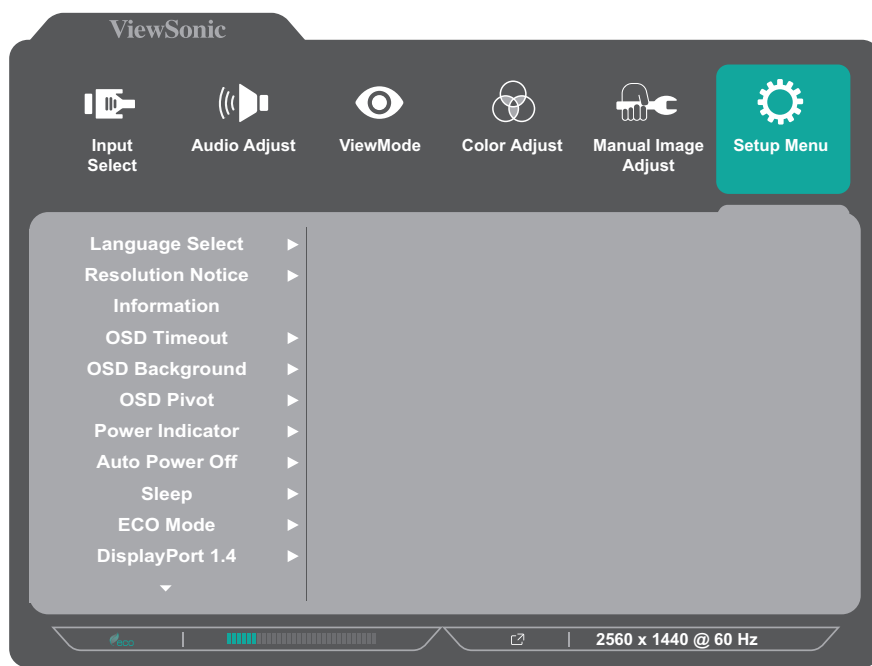 ViewSonic
Input Select
Audio Adjust
ViewMode
Color Adjust
Manual Image Adjust
Setup Menu
Language Select
Resolution Notice
Information
OSD Timeout
OSD Background
OSD Pivot
Power Indicator
Auto Power Off
Sleep
ECO Mode
DisplayPort 1.4
eco
2560 x 1440 @ 60 Hz